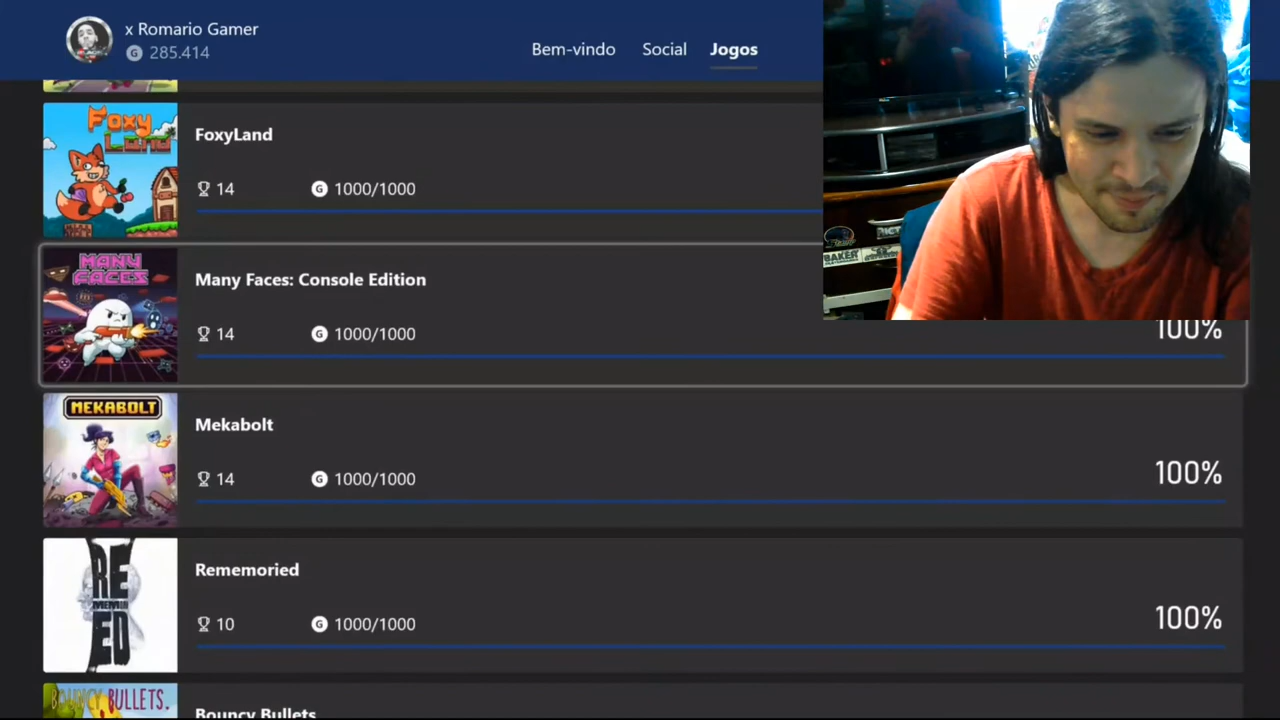 x Romario Gamer
G 285.414
Bem-vindo
Social
Jogos
Foxy
Land
FoxyLand
14
G 1000/1000
MANY
FACES
Many Faces: Console Edition
14
G 1000/1000
100%
BAKER
MEKABOLT
Mekabolt
14
G 1000/1000
100%
RE
MEMORI
ED
Rememoried
10
G 1000/1000
100%
BOUNCY BULLETS.
Bouncy Bullets